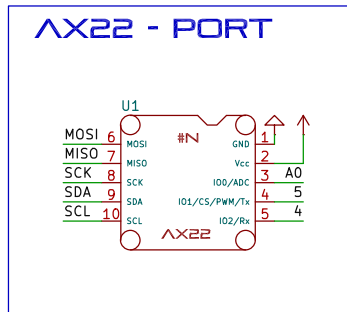 AX22 - PORT
U1
#N
MOSI 6 MOSI
MISO 7 MISO
SCK 8 SCK
SDA 9 SDA
SCL 10 SCL
GND 1
Vcc 2
IO0/ADC 3 A0
IO1/CS/PWM/Tx 4 5
IO2/Rx 5 4
AX22